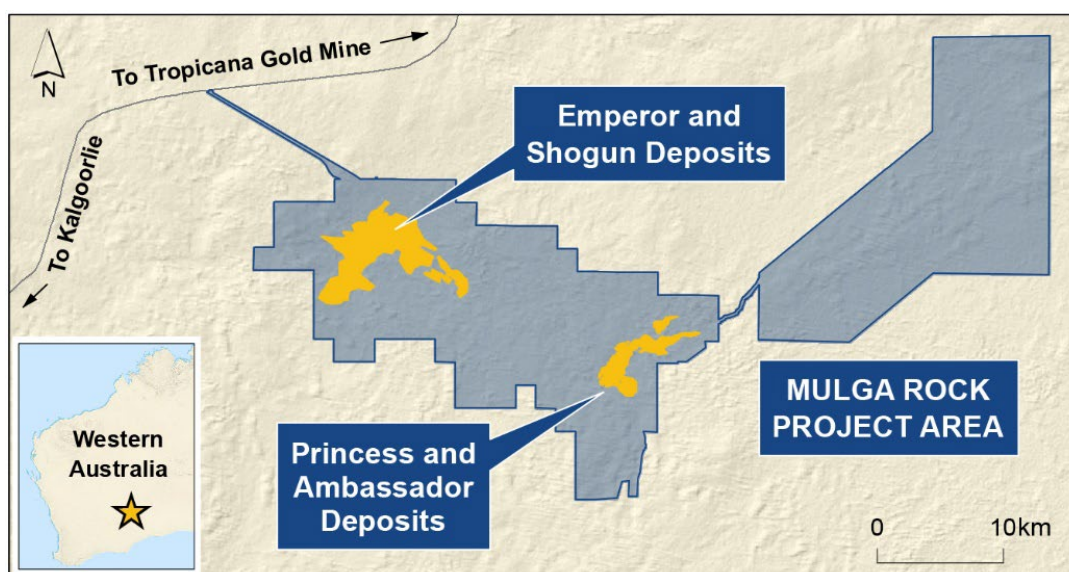 To Tropicana Gold Mine
N
To Kalgoorlie
Emperor and
Shogun Deposits
Princess and
Ambassador
Deposits
MULGA ROCK
PROJECT AREA
Western
Australia
0 10km